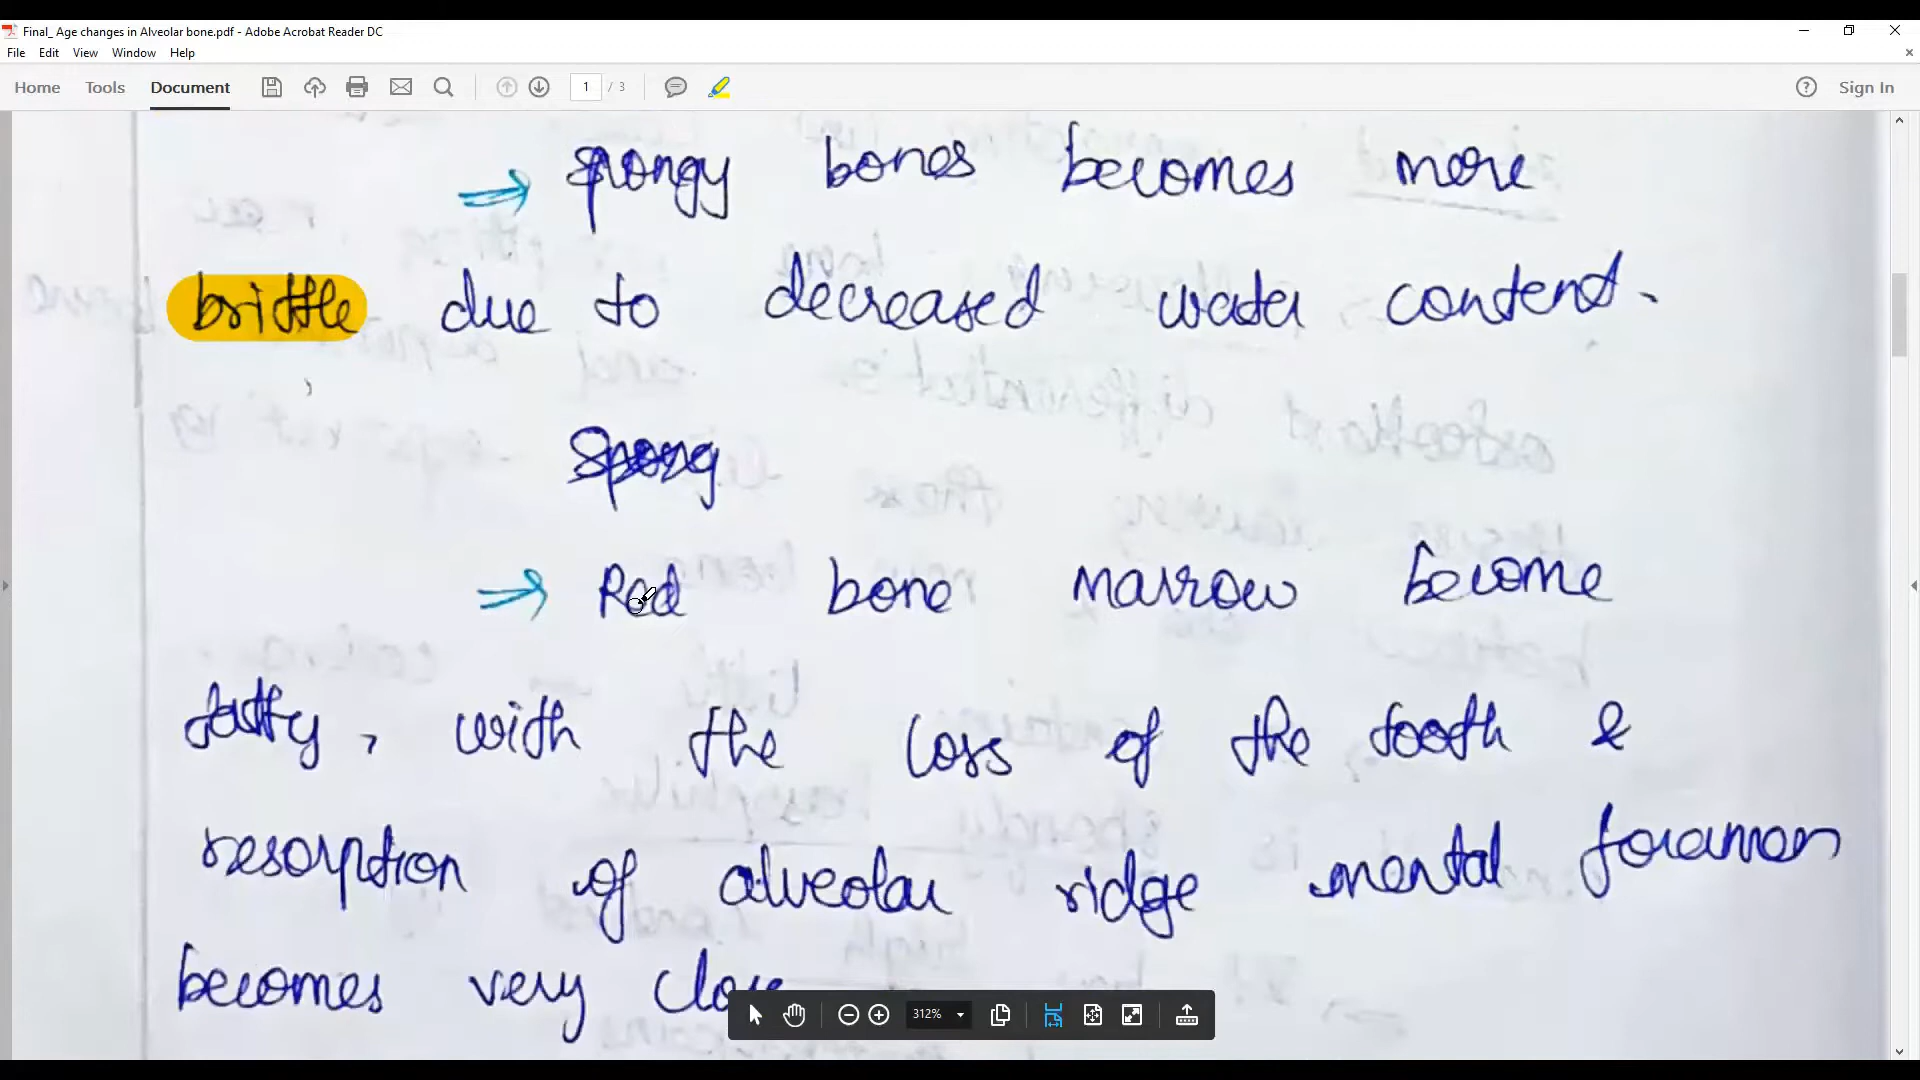 Final_ Age changes in Alveolar bone.pdf - Adobe Acrobat Reader DC
File Edit View Window Help
Home Tools Document 1 / 3 Sign In
⇒ spongy bones becomes more
brittle due to decreased water content.
Spong
⇒ Red bone marrow become
fatty, with the loss of the tooth &
resorption of alveolar ridge mental foramen
becomes very close
312%